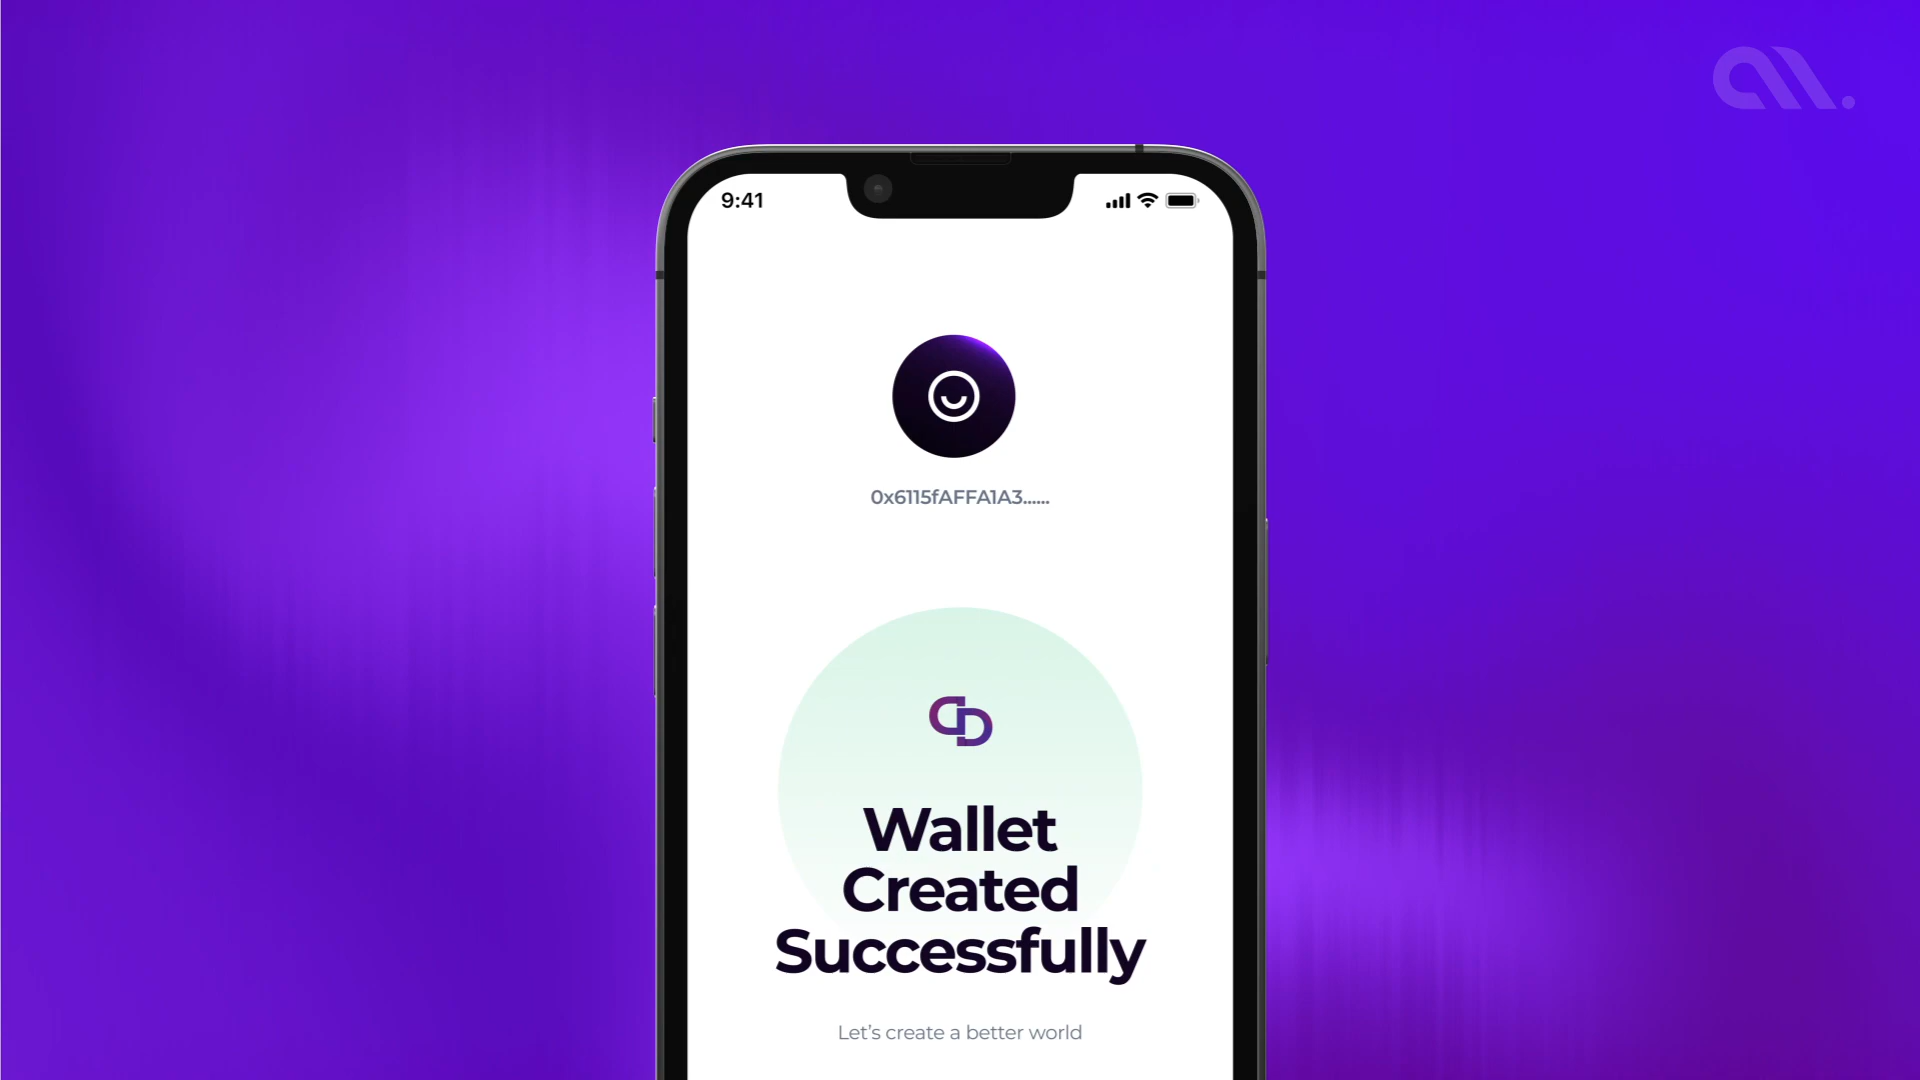 9:41
0x6115fAFFA1A3......
Wallet
Created
Successfully
Let’s create a better world